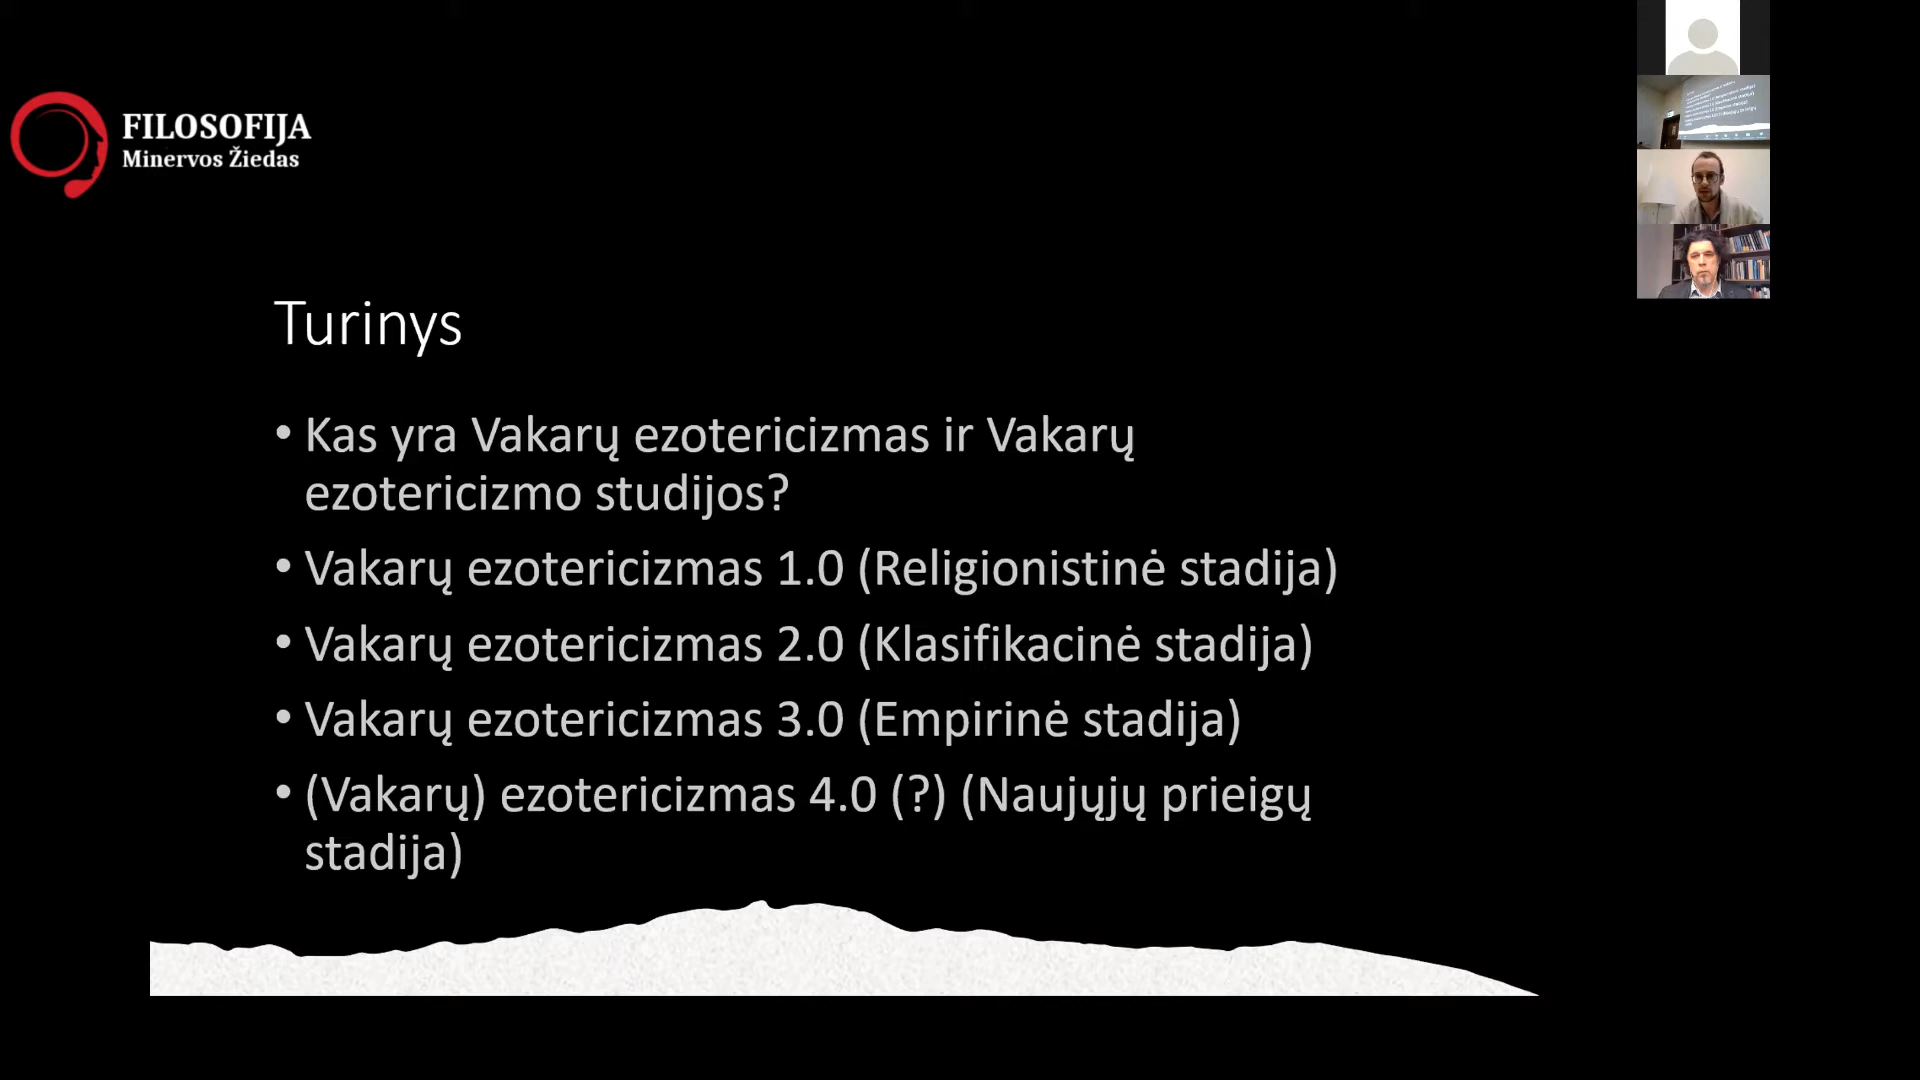 FILOSOFIJA
Minervos Žiedas
Turinys
• Kas yra Vakarų ezotericizmas ir Vakarų
ezotericizmo studijos?
• Vakarų ezotericizmas 1.0 (Religionistinė stadija)
• Vakarų ezotericizmas 2.0 (Klasifikacinė stadija)
• Vakarų ezotericizmas 3.0 (Empirinė stadija)
• (Vakarų) ezotericizmas 4.0 (?) (Naujųjų prieigų
stadija)